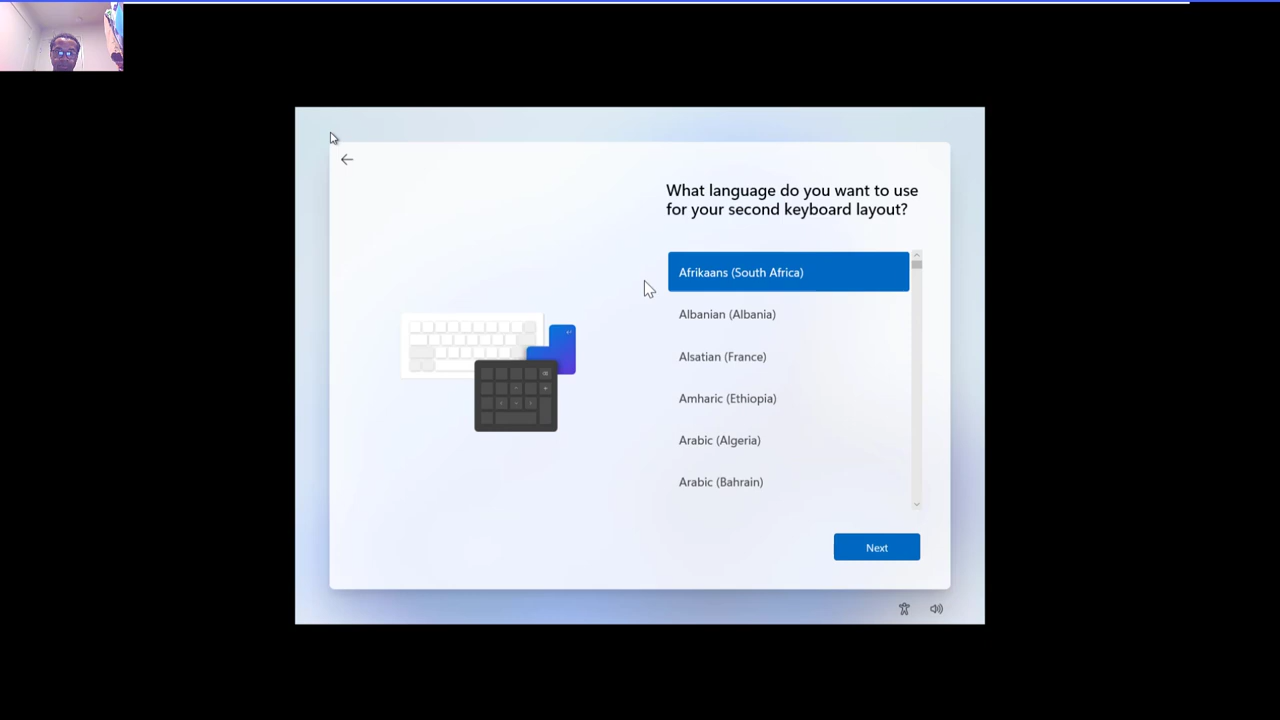 What language do you want to use
for your second keyboard layout?
Afrikaans (South Africa)
Albanian (Albania)
Alsatian (France)
Amharic (Ethiopia)
Arabic (Algeria)
Arabic (Bahrain)
Next